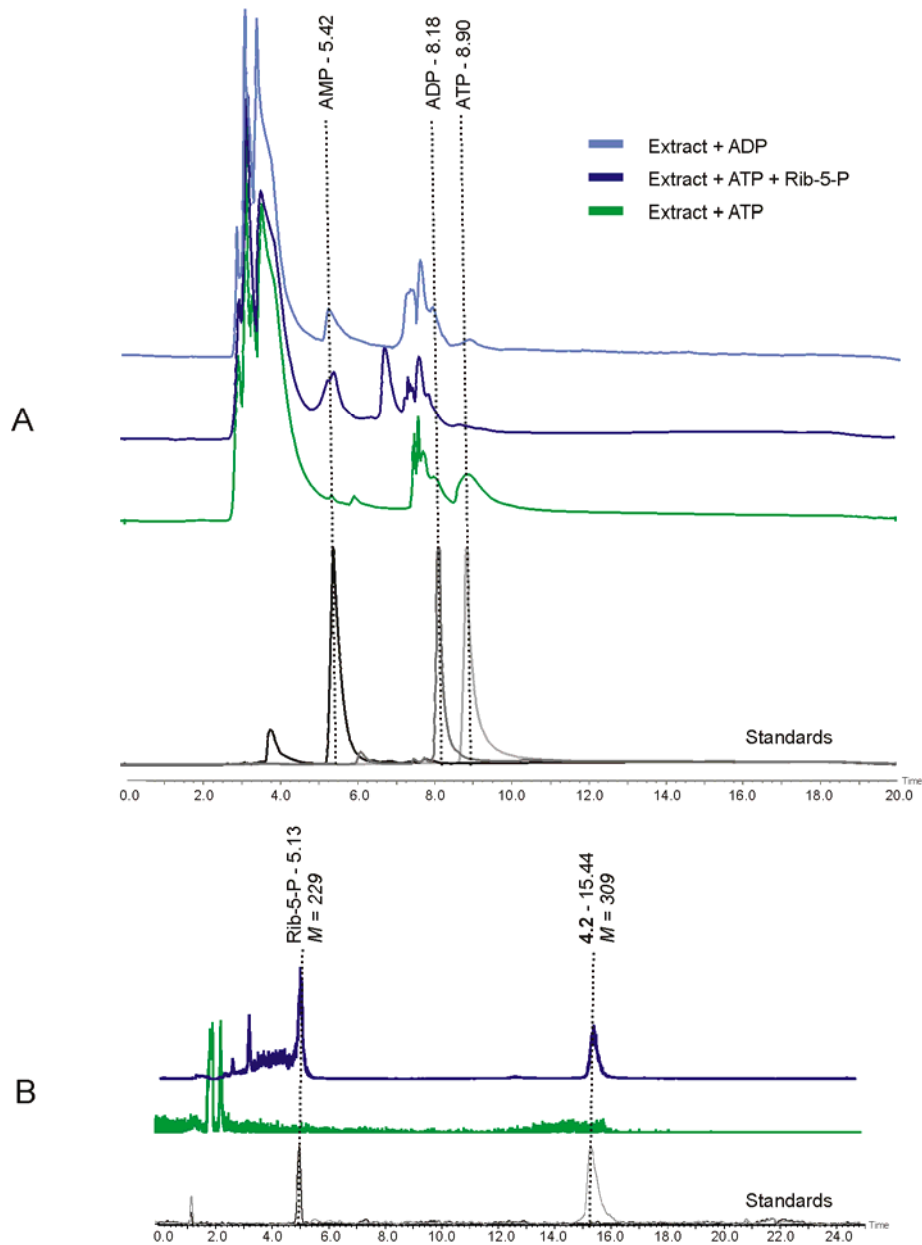 A
AMP - 5.42
ADP - 8.18
ATP - 8.90
Extract + ADP
Extract + ATP + Rib-5-P
Extract + ATP
Standards
Time
0.0 2.0 4.0 6.0 8.0 10.0 12.0 14.0 16.0 18.0 20.0
B
Rib-5-P - 5.13
M = 229
4.2 - 15.44
M = 309
Standards
Time
0.0 2.0 4.0 6.0 8.0 10.0 12.0 14.0 16.0 18.0 20.0 22.0 24.0